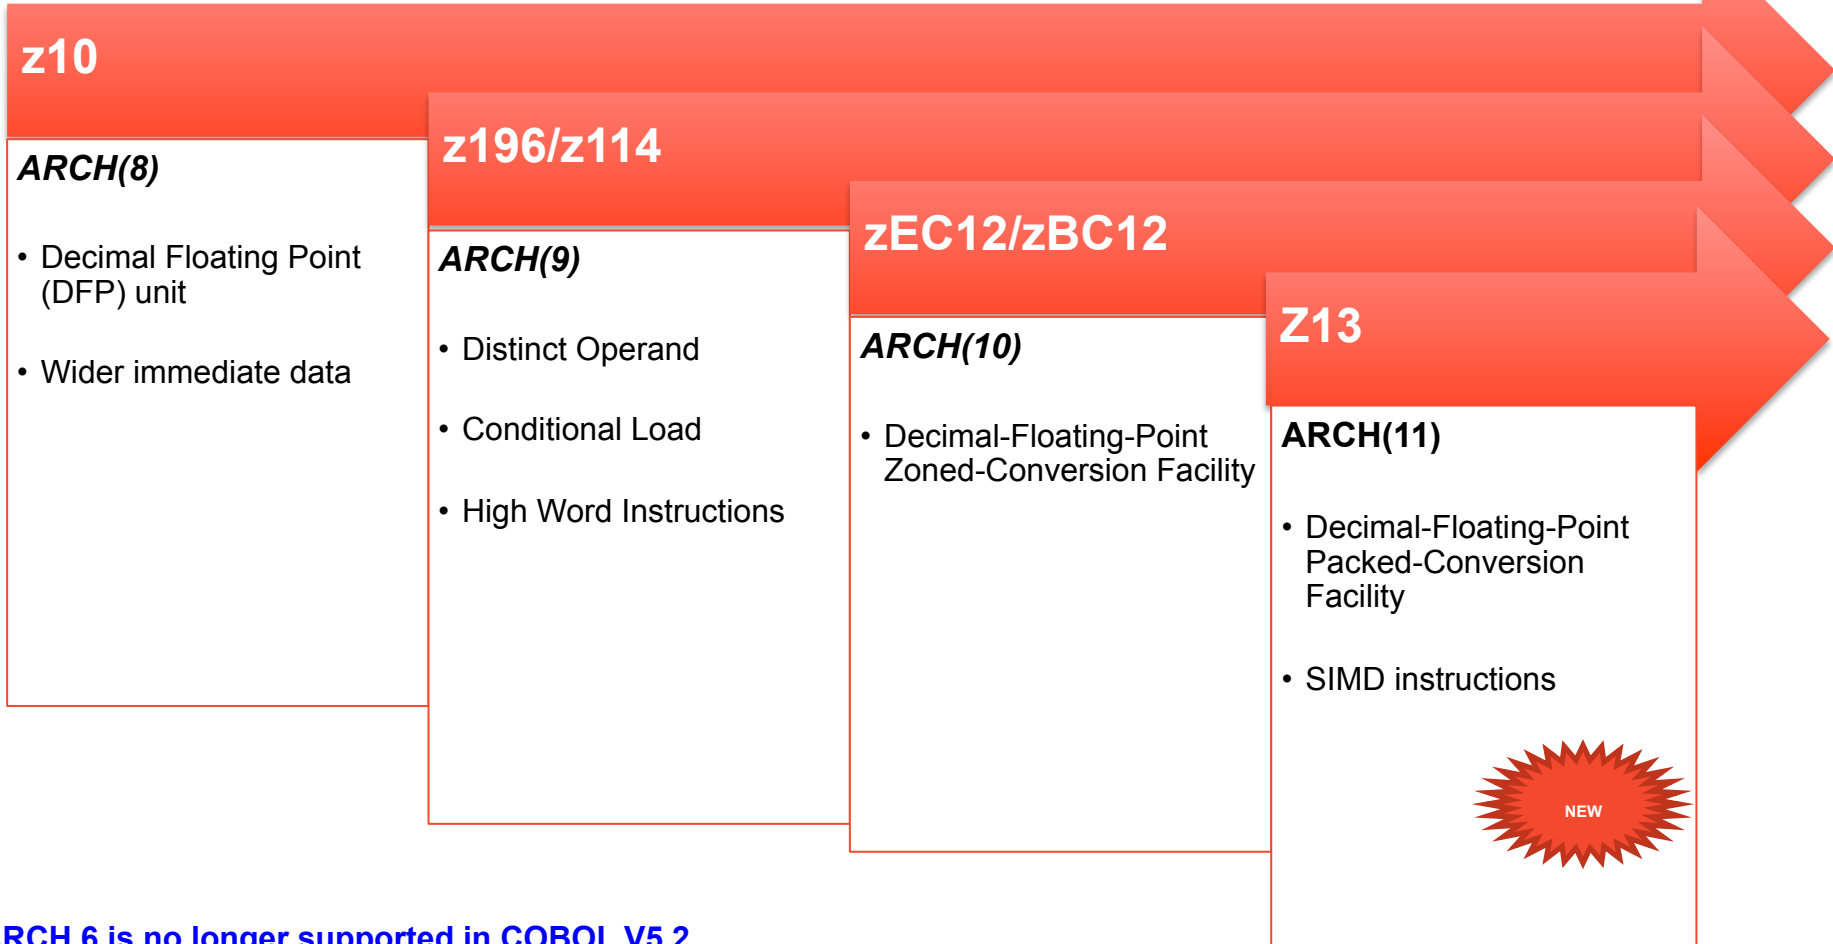 z10
ARCH(8)
• Decimal Floating Point
(DFP) unit
• Wider immediate data
z196/z114
ARCH(9)
• Distinct Operand
• Conditional Load
• High Word Instructions
zEC12/zBC12
ARCH(10)
• Decimal-Floating-Point
Zoned-Conversion Facility
Z13
ARCH(11)
• Decimal-Floating-Point
Packed-Conversion
Facility
• SIMD instructions
NEW
RCH 6 is no longer supported in COBOL V5.2